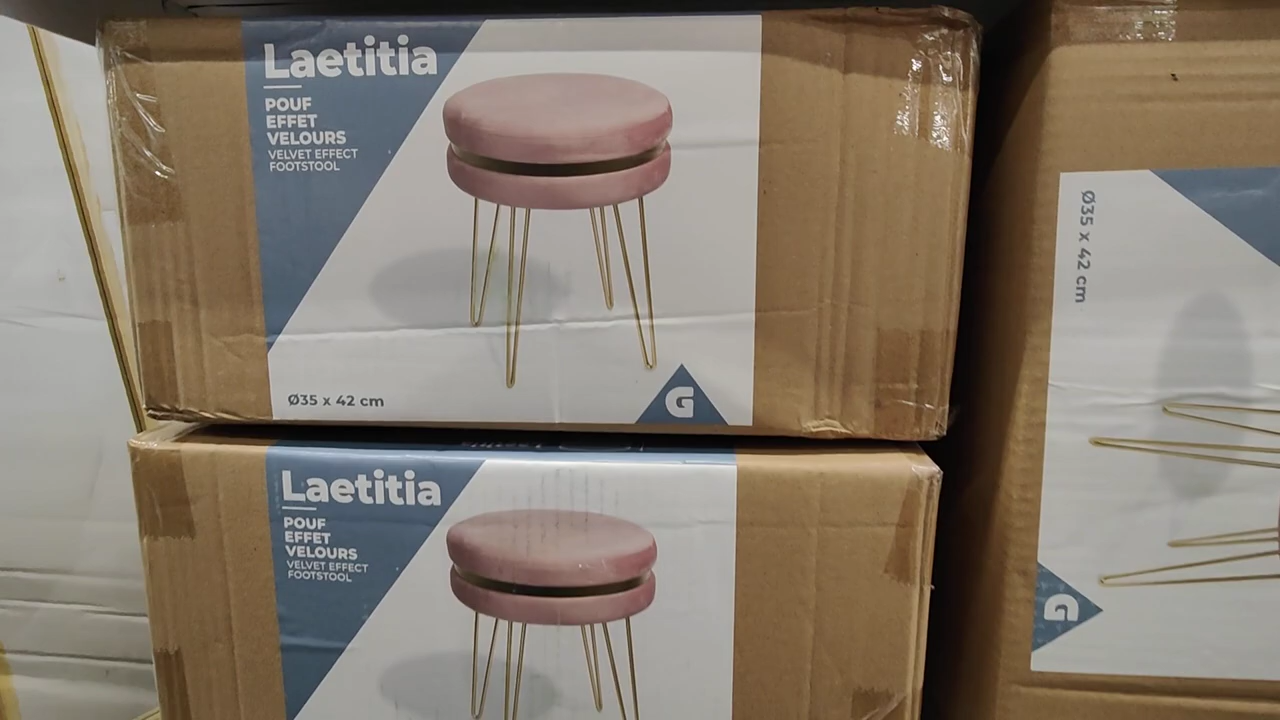 Laetitia
POUF
EFFET
VELOURS
VELVET EFFECT
FOOTSTOOL
Ø35 x 42 cm
G
Laetitia
POUF
EFFET
VELOURS
VELVET EFFECT
FOOTSTOOL
Ø35 x 42 cm
G